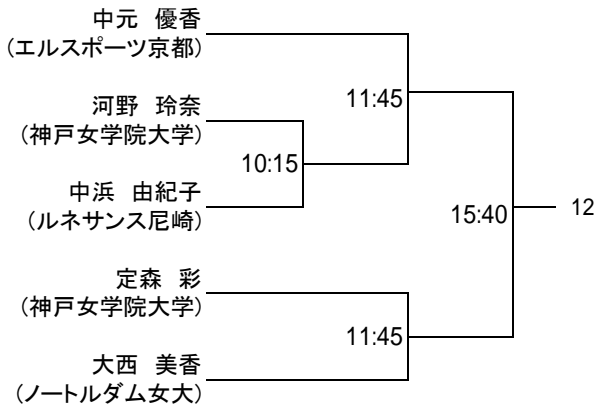 中元　優香
(エルスポーツ京都)
11:45
河野　玲奈
(神戸女学院大学)
10:15
中浜　由紀子
(ルネサンス尼崎)
15:40
12
定森　彩
(神戸女学院大学)
11:45
大西　美香
(ノートルダム女大)